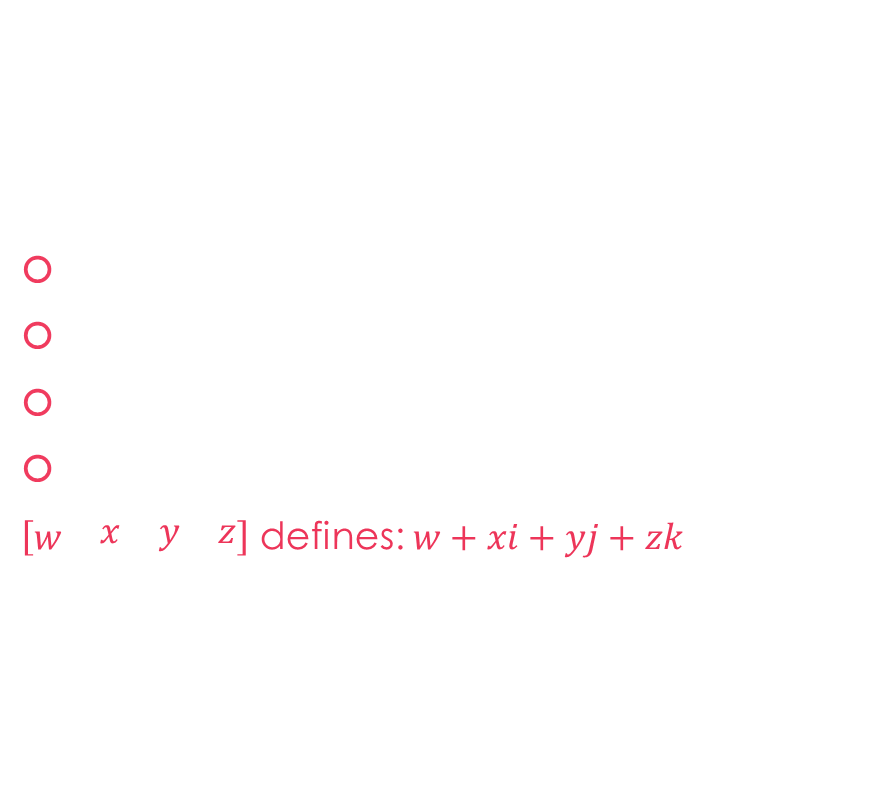 [w x y z] defines: w + xi + yj + zk